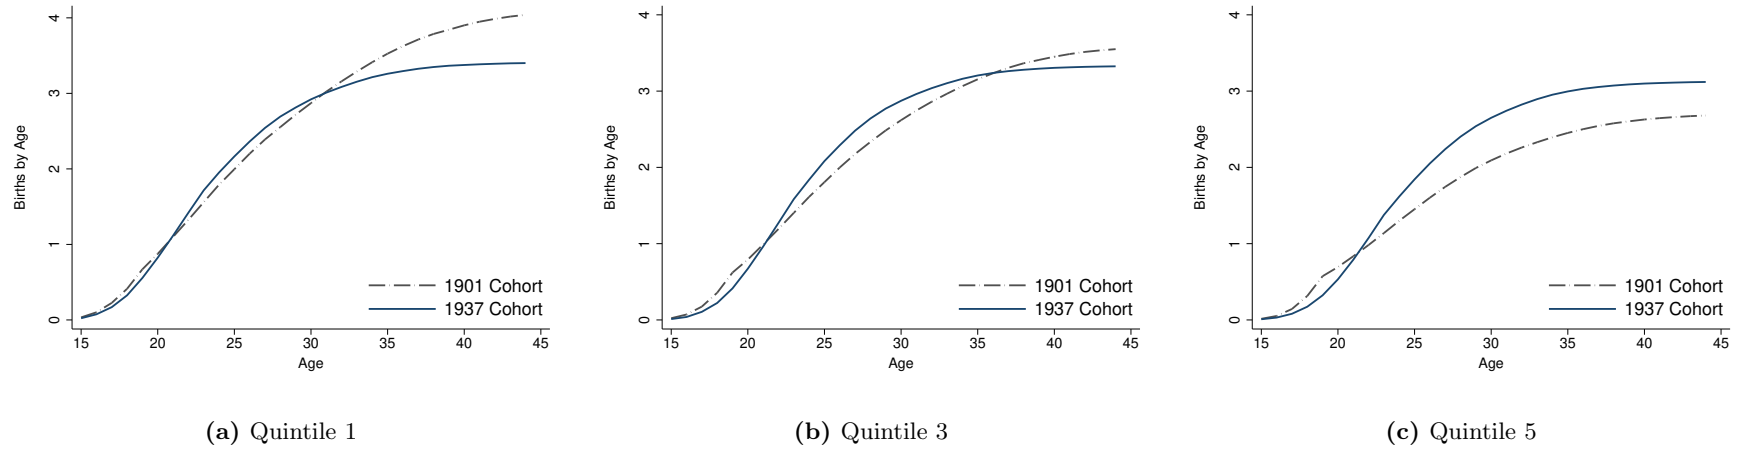 Births by Age
4
3
2
1
0
15 20 25 30 35 40 45
Age
1901 Cohort
1937 Cohort
(a) Quintile 1
Births by Age
4
3
2
1
0
15 20 25 30 35 40 45
Age
1901 Cohort
1937 Cohort
(b) Quintile 3
Births by Age
4
3
2
1
0
15 20 25 30 35 40 45
Age
1901 Cohort
1937 Cohort
(c) Quintile 5